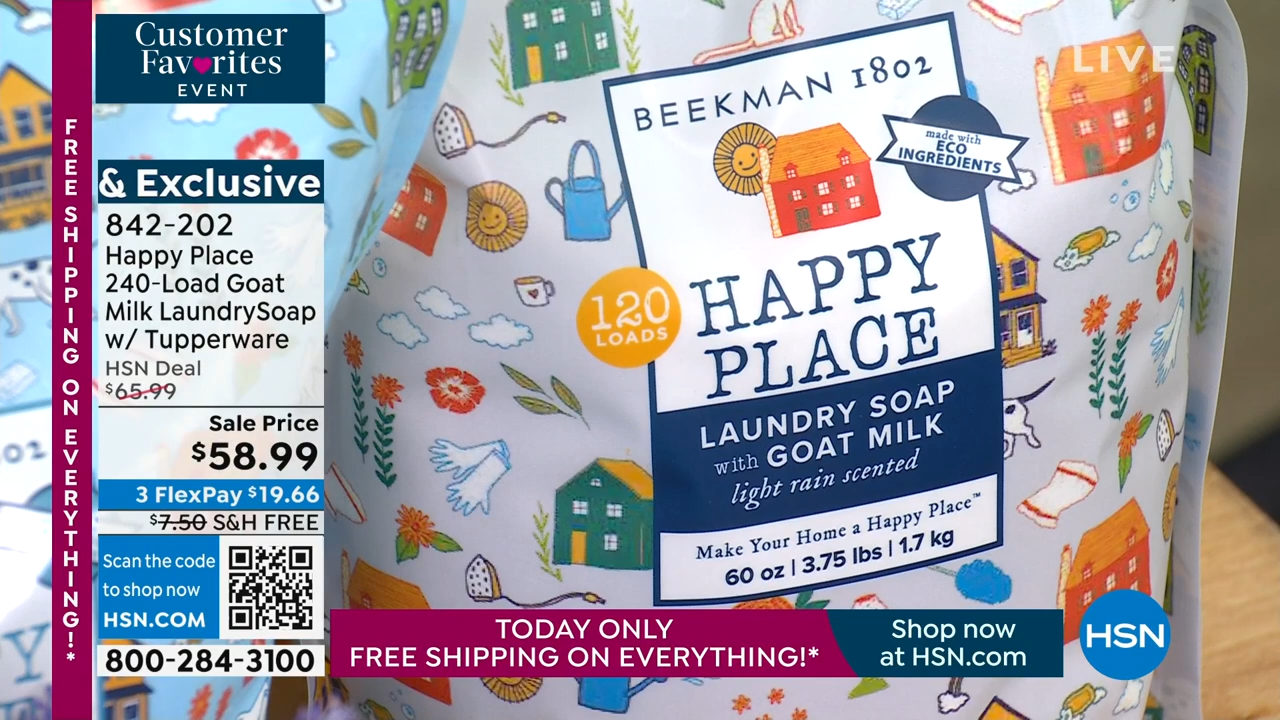 Customer
Favorites
EVENT
LIVE
FREE SHIPPING ON EVERYTHING!*
& Exclusive
842-202
Happy Place
240-Load Goat
Milk LaundrySoap
w/ Tupperware
HSN Deal
$65.99
Sale Price
$58.99
3 FlexPay $19.66
$7.50 S&H FREE
Scan the code
to shop now
HSN.COM
800-284-3100
BEEKMAN 1802
made with
ECO
INGREDIENTS
120
LOADS
HAPPY
PLACE
LAUNDRY SOAP
with GOAT MILK
light rain scented
Make Your Home a Happy Place™
60 oz | 3.75 lbs | 1.7 kg
TODAY ONLY
FREE SHIPPING ON EVERYTHING!*
Shop now
at HSN.com
HSN